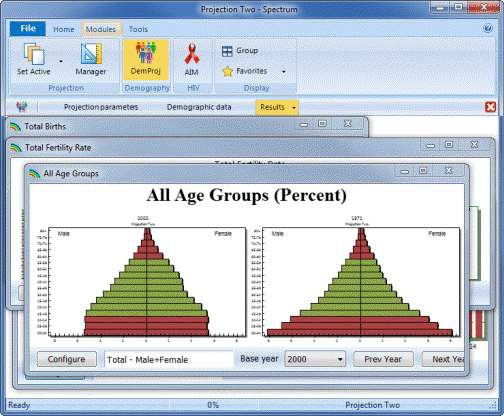 Projection Two - Spectrum
File Home Modules Tools
Set Active Manager DemProj AIM Group Favorites
Projection Demography HIV Display
Projection parameters Demographic data Results
Total Births
Total Fertility Rate
All Age Groups
All Age Groups (Percent)
2000 1971
Projection Two Projection Two
Male Female Male Female
Configure Total - Male+Female Base year 2000 Prev Year Next Yea
Ready 0% Projection Two